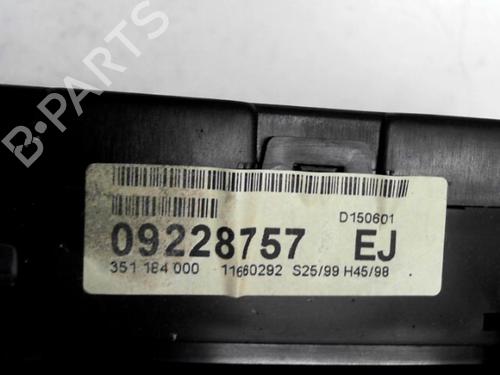 B-PARTS
D150601
09228757 EJ
351 184 000 11660292 S25/99 H45/98